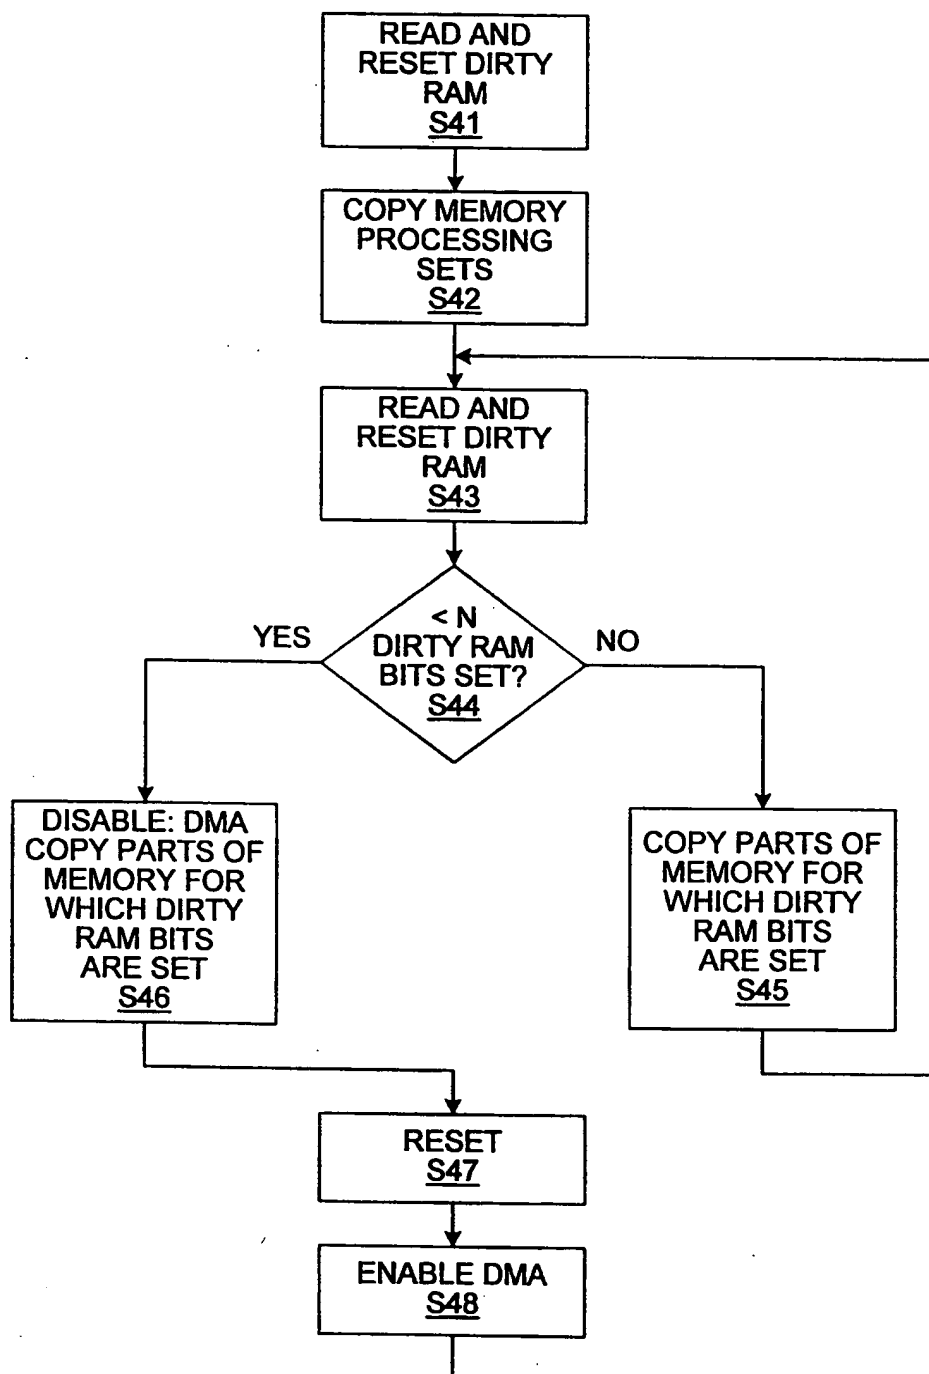 READ AND
RESET DIRTY
RAM
S41
COPY MEMORY
PROCESSING
SETS
S42
READ AND
RESET DIRTY
RAM
S43
< N
DIRTY RAM
BITS SET?
S44
YES
NO
DISABLE: DMA
COPY PARTS OF
MEMORY FOR
WHICH DIRTY
RAM BITS
ARE SET
S46
COPY PARTS OF
MEMORY FOR
WHICH DIRTY
RAM BITS
ARE SET
S45
RESET
S47
ENABLE DMA
S48